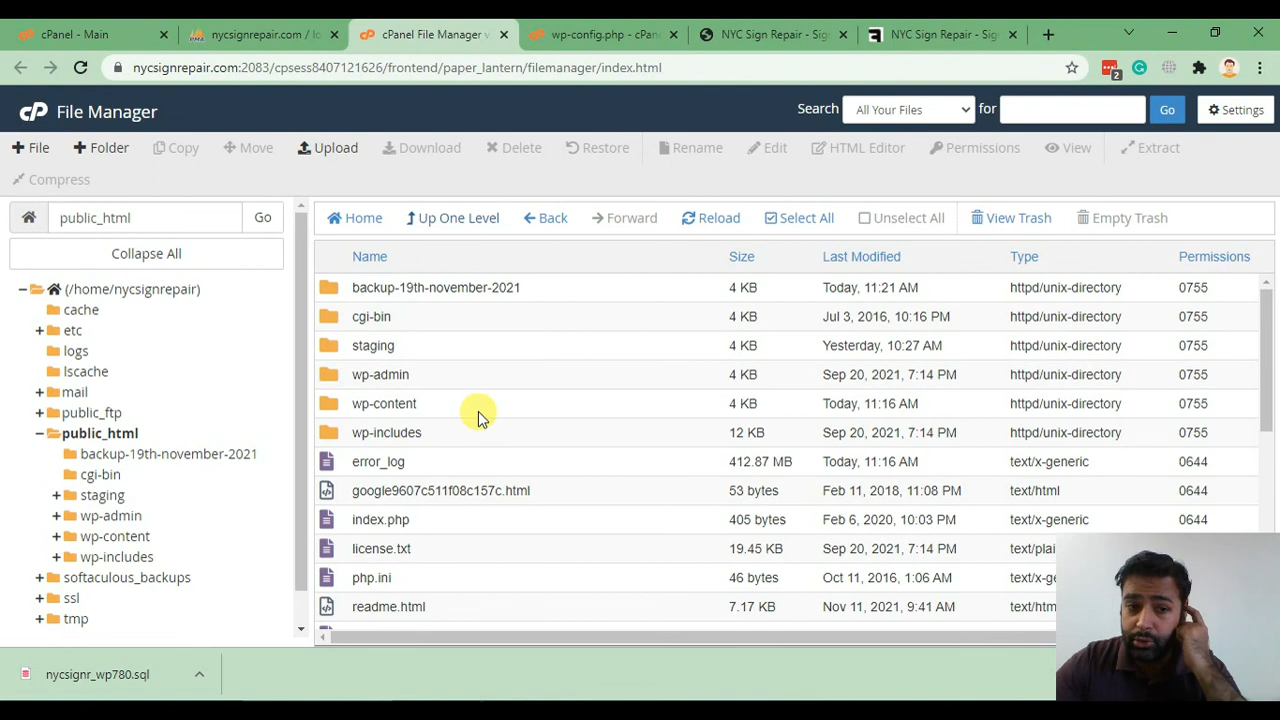 cPanel - Main
nycsignrepair.com / lo
cPanel File Manager v
wp-config.php - cPan
NYC Sign Repair - Sig
NYC Sign Repair - Sig
nycsignrepair.com:2083/cpsess8407121626/frontend/paper_lantern/filemanager/index.html
2
cP File Manager
Search All Your Files for Go Settings
File Folder Copy Move Upload Download Delete Restore Rename Edit HTML Editor Permissions View Extract
Compress
public_html Go
Home Up One Level Back Forward Reload Select All Unselect All View Trash Empty Trash
Collapse All
(/home/nycsignrepair)
cache
etc
logs
lscache
mail
public_ftp
public_html
backup-19th-november-2021
cgi-bin
staging
wp-admin
wp-content
wp-includes
softaculous_backups
ssl
tmp
Name Size Last Modified Type Permissions
backup-19th-november-2021 4 KB Today, 11:21 AM httpd/unix-directory 0755
cgi-bin 4 KB Jul 3, 2016, 10:16 PM httpd/unix-directory 0755
staging 4 KB Yesterday, 10:27 AM httpd/unix-directory 0755
wp-admin 4 KB Sep 20, 2021, 7:14 PM httpd/unix-directory 0755
wp-content 4 KB Today, 11:16 AM httpd/unix-directory 0755
wp-includes 12 KB Sep 20, 2021, 7:14 PM httpd/unix-directory 0755
error_log 412.87 MB Today, 11:16 AM text/x-generic 0644
google9607c511f08c157c.html 53 bytes Feb 11, 2018, 11:08 PM text/html 0644
index.php 405 bytes Feb 6, 2020, 10:03 PM text/x-generic 0644
license.txt 19.45 KB Sep 20, 2021, 7:14 PM text/plai
php.ini 46 bytes Oct 11, 2016, 1:06 AM text/x-ge
readme.html 7.17 KB Nov 11, 2021, 9:41 AM text/htm
nycsignr_wp780.sql